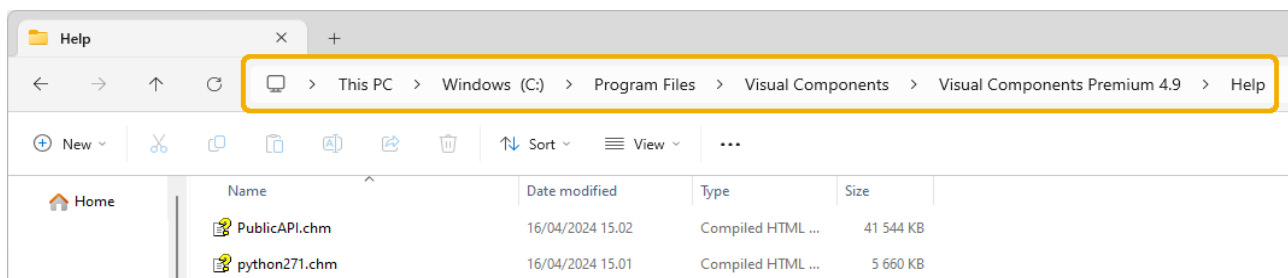 Help
This PC > Windows (C:) > Program Files > Visual Components > Visual Components Premium 4.9 > Help
New Sort View
Home
Name Date modified Type Size
PublicAPI.chm 16/04/2024 15.02 Compiled HTML ... 41 544 KB
python271.chm 16/04/2024 15.01 Compiled HTML ... 5 660 KB